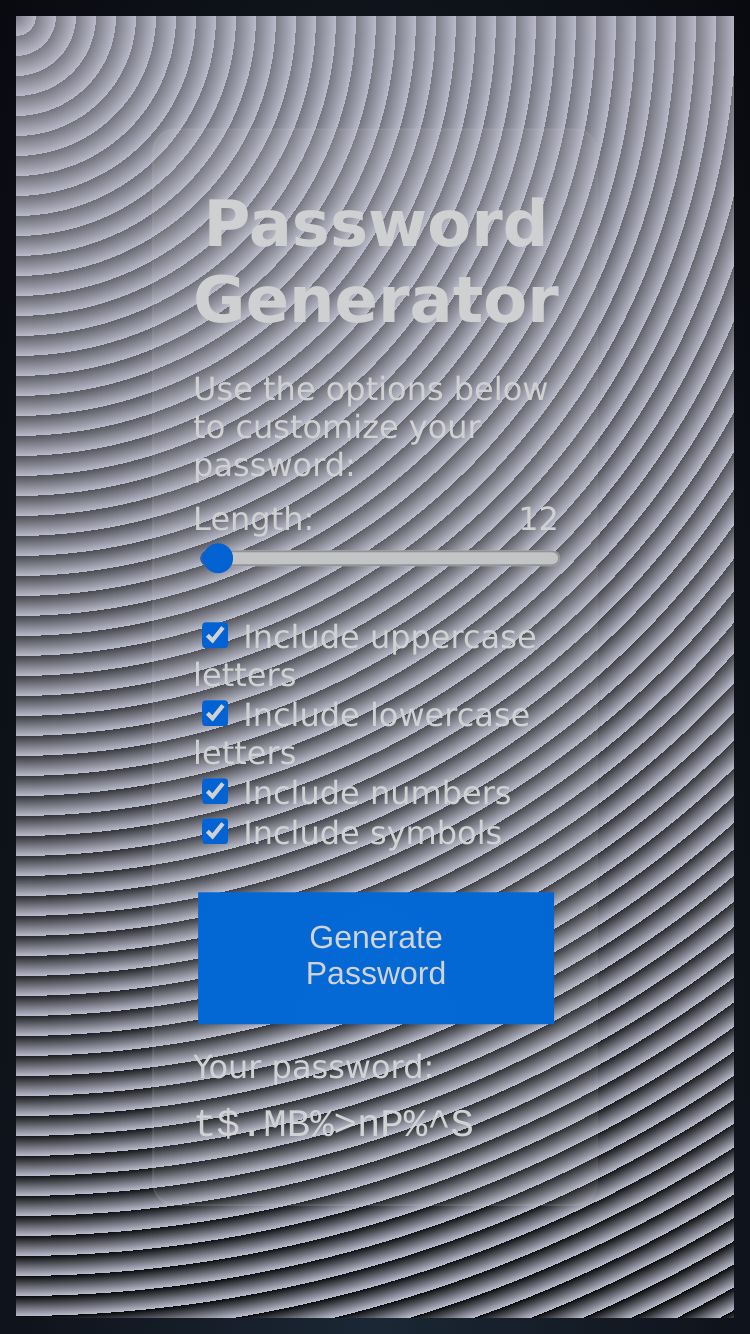 Password
Generator
Use the options below
to customize your
password:
Length: 12
Include uppercase
letters
Include lowercase
letters
Include numbers
Include symbols
Generate
Password
Your password:
t$.MB%>nP%^S